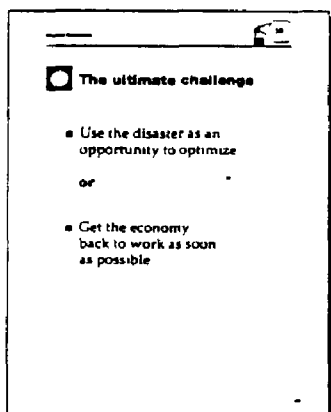 The ultimate challenge
Use the disaster as an
opportunity to optimize
or
Get the economy
back to work as soon
as possible